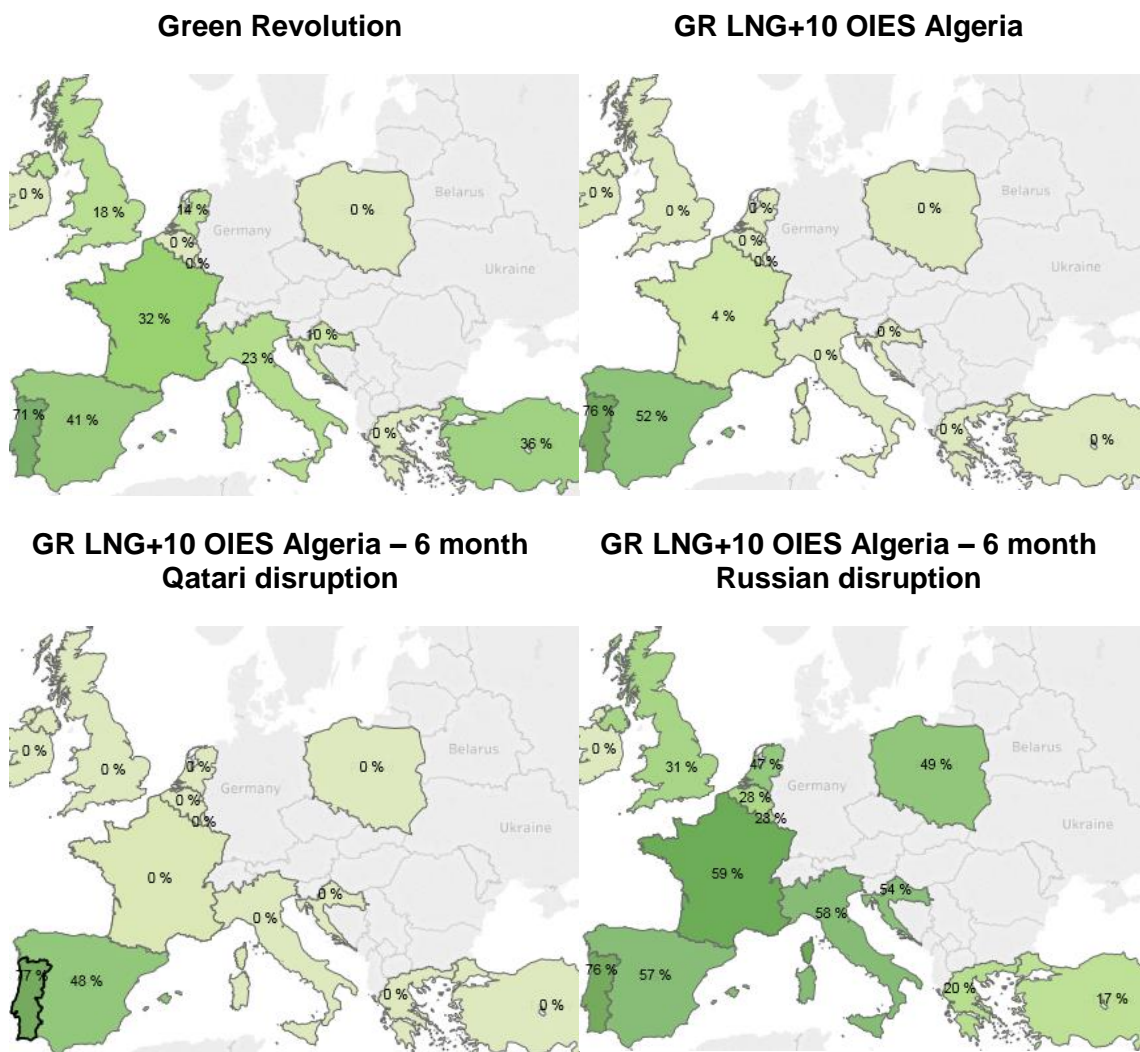 Green Revolution
0 %
18 %
14 %
0 %
0 %
0 %
Belarus
Germany
Ukraine
32 %
23 %
10 %
71 %
41 %
0 %
36 %
GR LNG+10 OIES Algeria
0 %
0 %
0 %
0 %
0 %
0 %
Belarus
Germany
Ukraine
4 %
0 %
0 %
76 %
52 %
0 %
0 %
GR LNG+10 OIES Algeria – 6 month
Qatari disruption
0 %
0 %
0 %
0 %
0 %
0 %
Belarus
Germany
Ukraine
0 %
0 %
0 %
48 %
0 %
0 %
GR LNG+10 OIES Algeria – 6 month
Russian disruption
0 %
31 %
47 %
28 %
23 %
49 %
Belarus
Germany
Ukraine
59 %
58 %
54 %
76 %
57 %
20 %
17 %